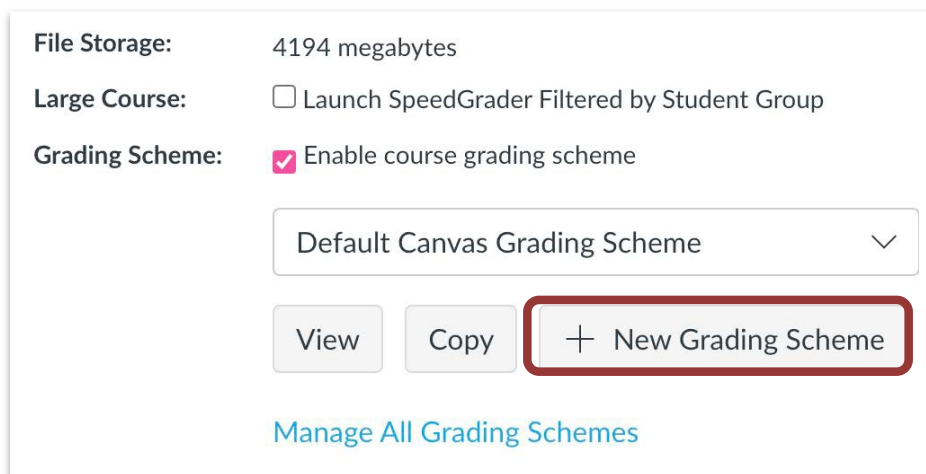 File Storage: 4194 megabytes
Large Course: Launch SpeedGrader Filtered by Student Group
Grading Scheme: Enable course grading scheme
Default Canvas Grading Scheme
View Copy + New Grading Scheme
Manage All Grading Schemes